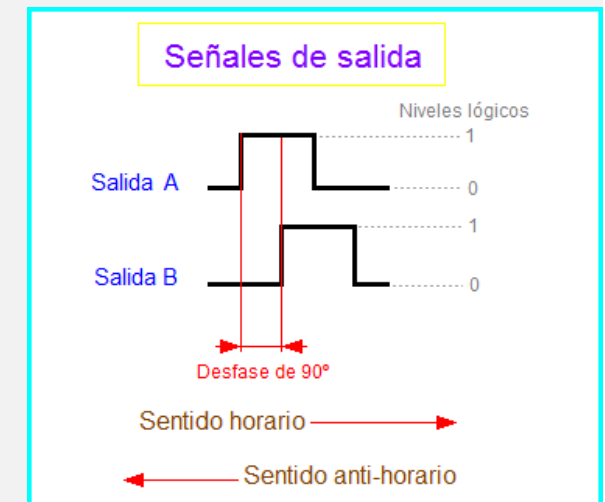 Señales de salida
Niveles lógicos
1
Salida A
0
1
Salida B
0
Desfase de 90º
Sentido horario
Sentido anti-horario